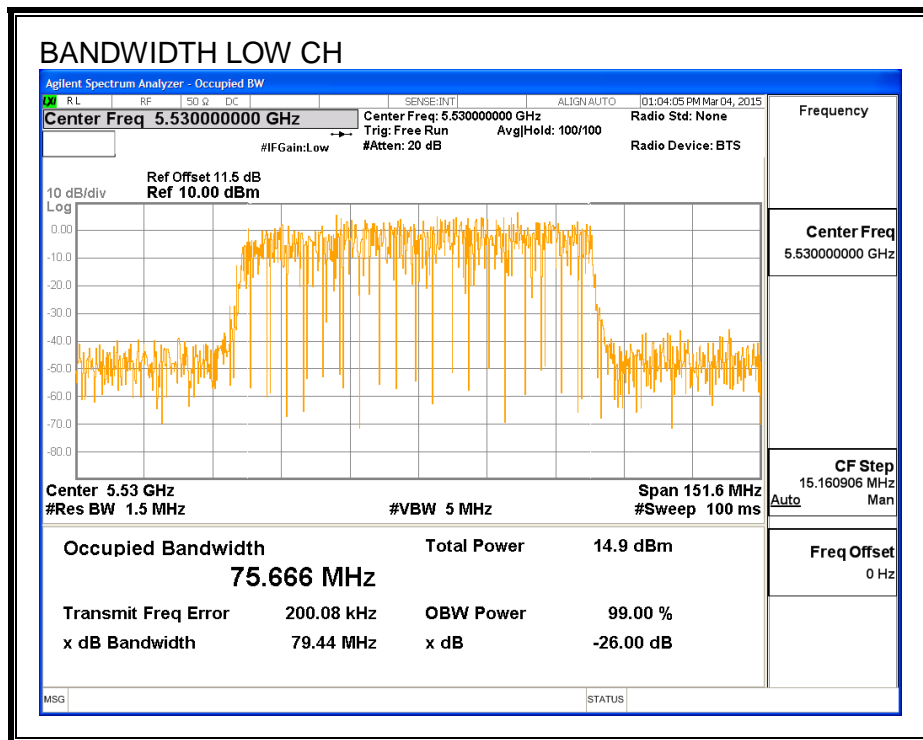 BANDWIDTH LOW CH
Agilent Spectrum Analyzer - Occupied BW
LXI RL RF 50 Ω DC SENSE:INT ALIGN AUTO 01:04:05 PM Mar 04, 2015
Center Freq 5.530000000 GHz
Center Freq: 5.530000000 GHz
Radio Std: None
Trig: Free Run Avg|Hold: 100/100
#IFGain:Low
#Atten: 20 dB
Radio Device: BTS
Ref Offset 11.5 dB
10 dB/div Ref 10.00 dBm
Log
0.00
-10.0
-20.0
-30.0
-40.0
-50.0
-60.0
-70.0
-80.0
Center 5.53 GHz Span 151.6 MHz
#Res BW 1.5 MHz #VBW 5 MHz #Sweep 100 ms
Occupied Bandwidth Total Power 14.9 dBm
75.666 MHz
Transmit Freq Error 200.08 kHz OBW Power 99.00 %
x dB Bandwidth 79.44 MHz x dB -26.00 dB
MSG STATUS
Frequency
Center Freq
5.530000000 GHz
CF Step
15.160906 MHz
Auto Man
Freq Offset
0 Hz